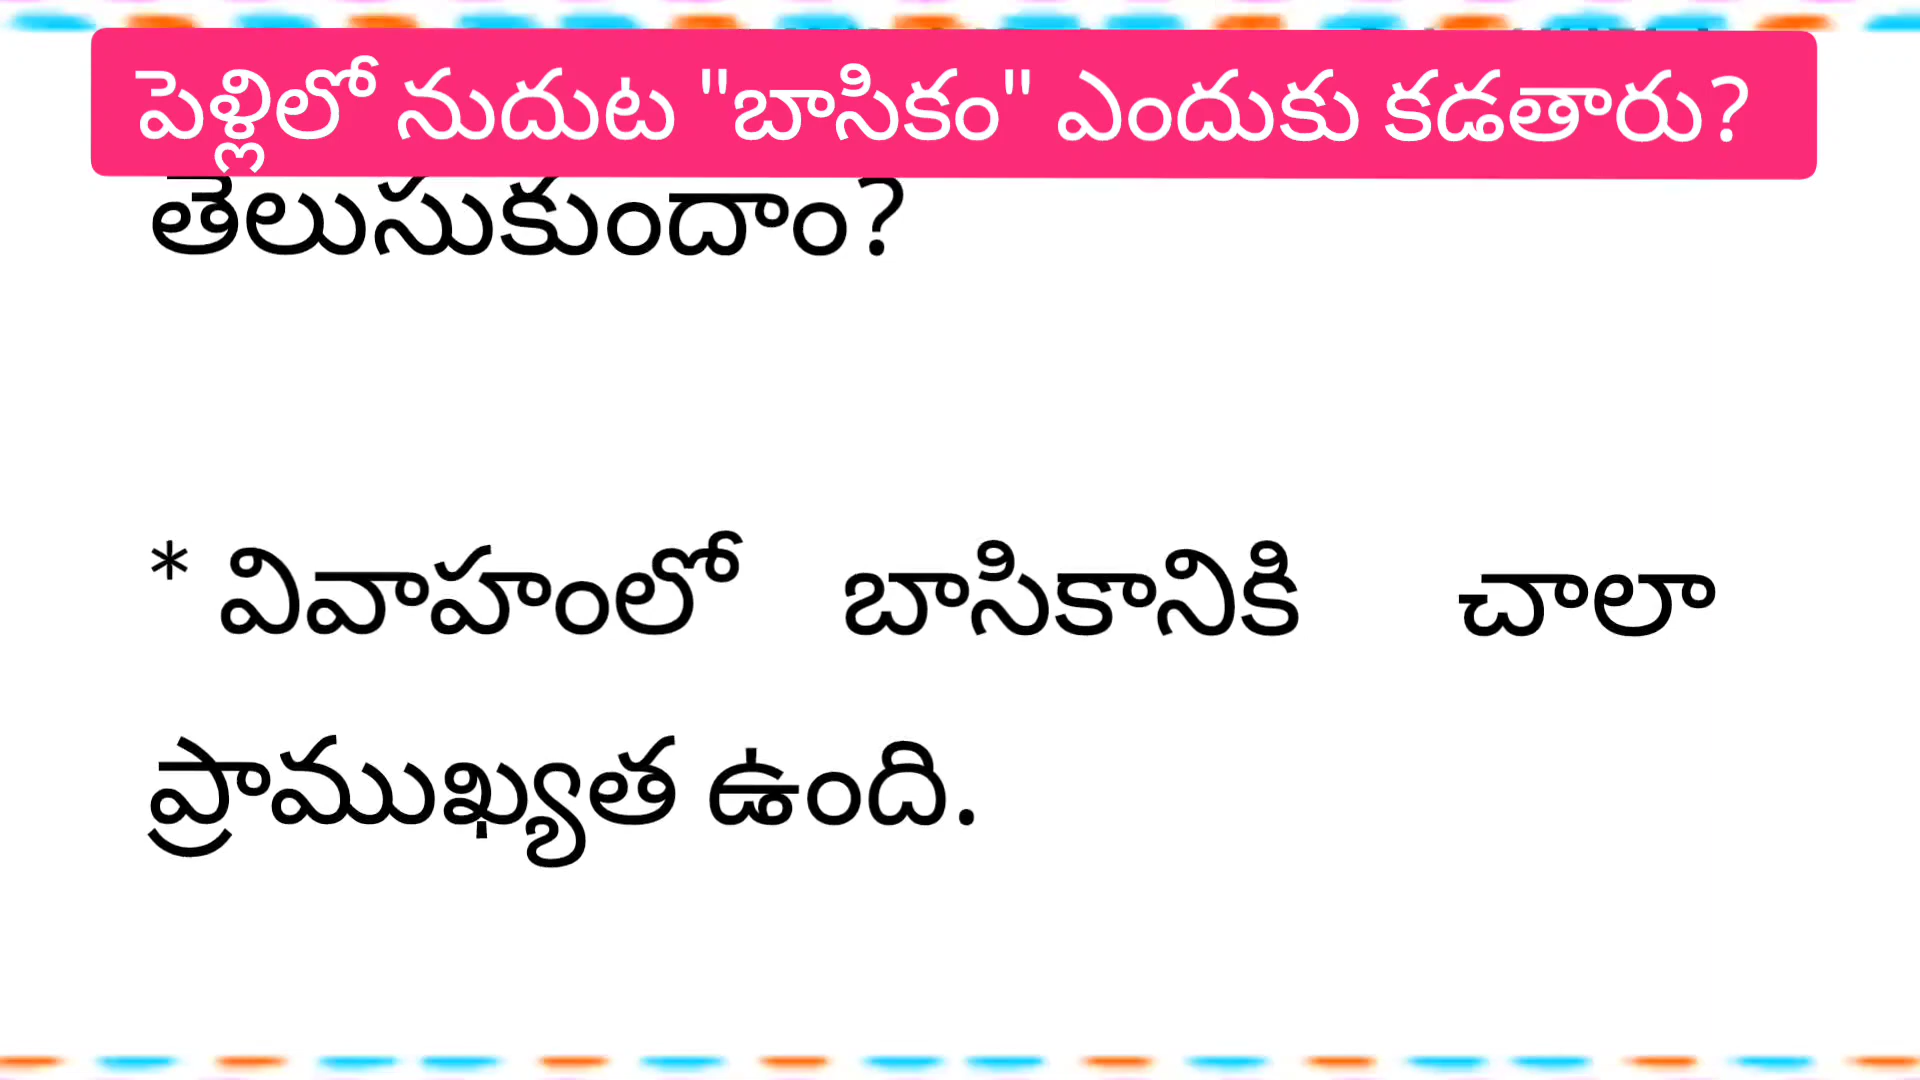 పెళ్లిలో నుదుట "బాసికం" ఎందుకు కడతారు?
తెలుసుకుందాం?
* వివాహంలో బాసికానికి చాలా
ప్రాముఖ్యత ఉంది.